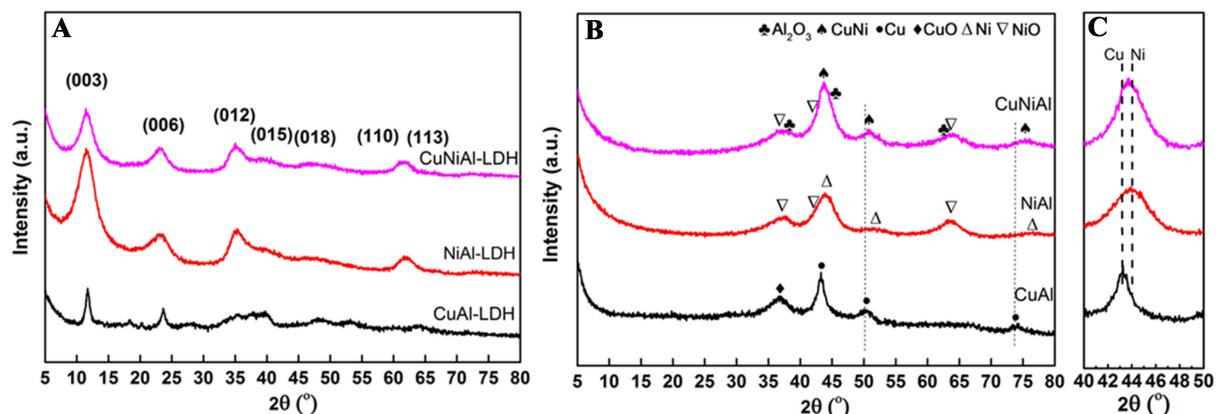 A
(003)
(006)
(012)
(015)
(018)
(110)
(113)
CuNiAl-LDH
NiAl-LDH
CuAl-LDH
Intensity (a.u.)
5 10 15 20 25 30 35 40 45 50 55 60 65 70 75 80
2θ (°)
B
♣Al₂O₃ ♠CuNi ●Cu ♦CuO Δ Ni ▽ NiO
CuNiAl
NiAl
CuAl
Intensity (a.u.)
5 10 15 20 25 30 35 40 45 50 55 60 65 70 75 80
2θ (°)
C
Cu Ni
40 42 44 46 48 50
2θ (°)